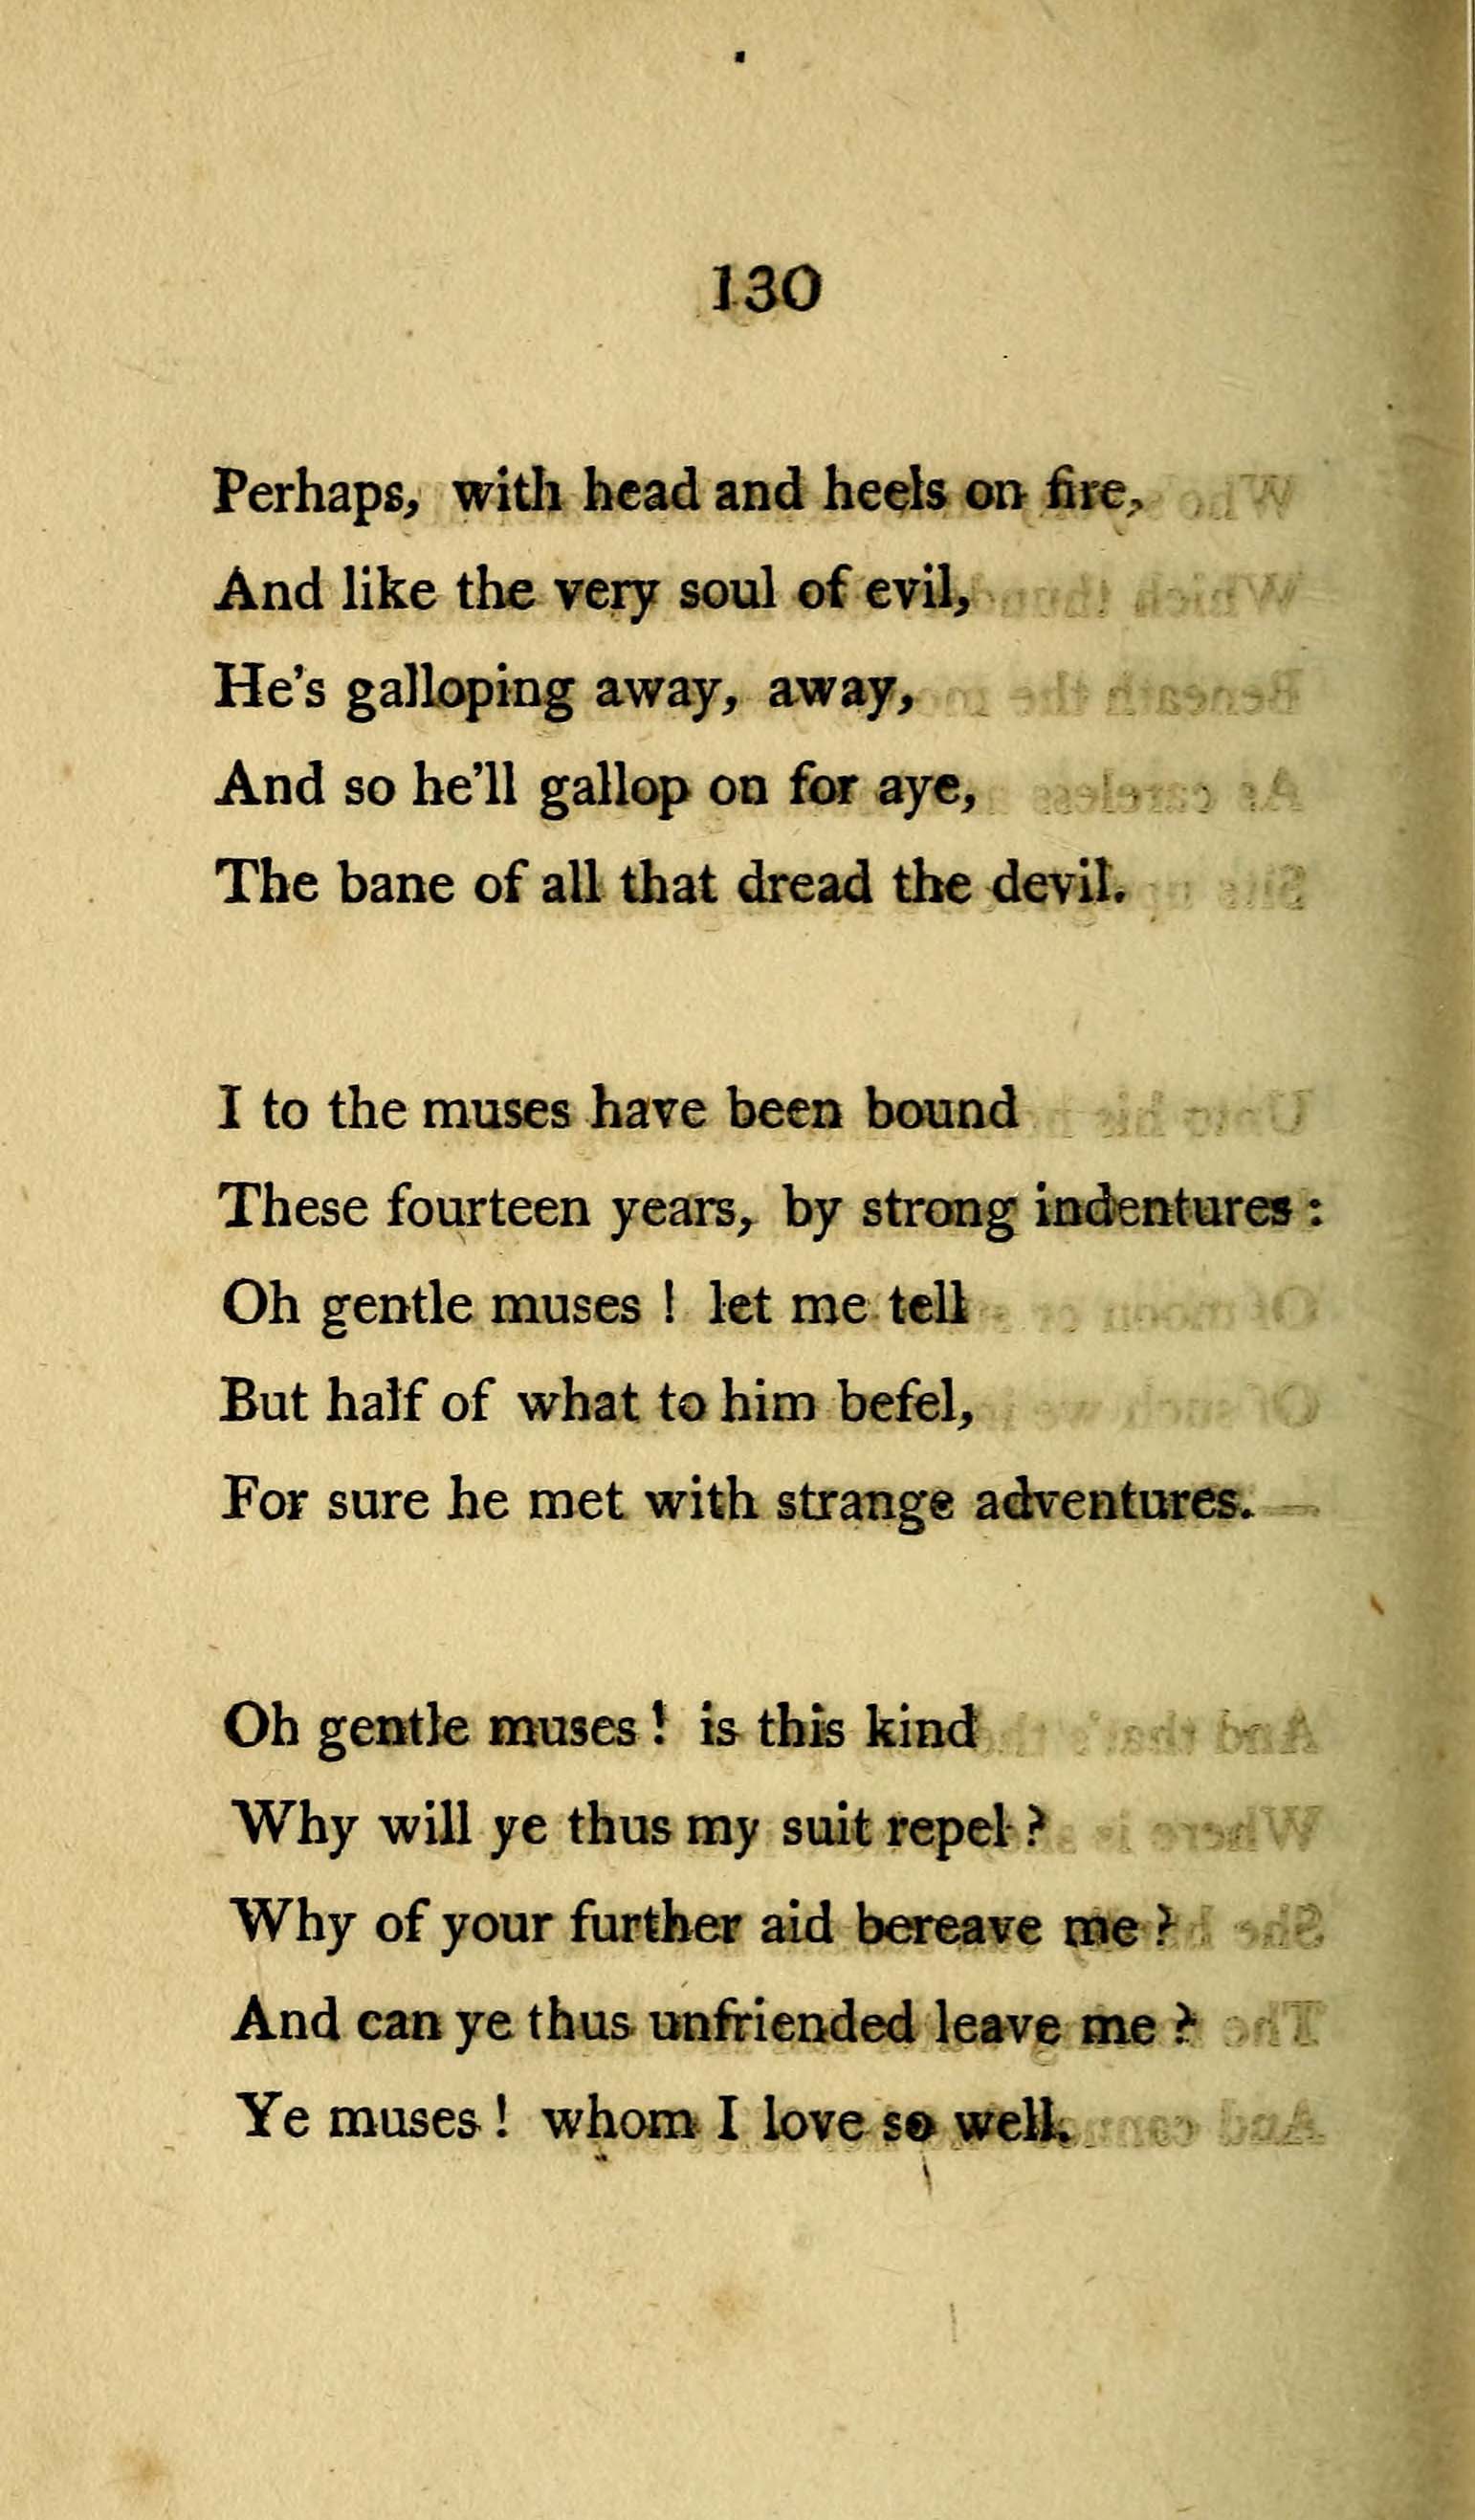 130
Perhaps, with head and heels on fire,
And like the very soul of evil,
He's galloping away, away,
And so he'll gallop on for aye,
The bane of all that dread the devil.
I to the muses have been bound
These fourteen years, by strong indentures :
Oh gentle muses ! let me tell
But half of what to him befel,
For sure he met with strange adventures.
Oh gentle muses ! is this kind
Why will ye thus my suit repel ?
Why of your further aid bereave me ?
And can ye thus unfriended leave me ?
Ye muses ! whom I love so well.